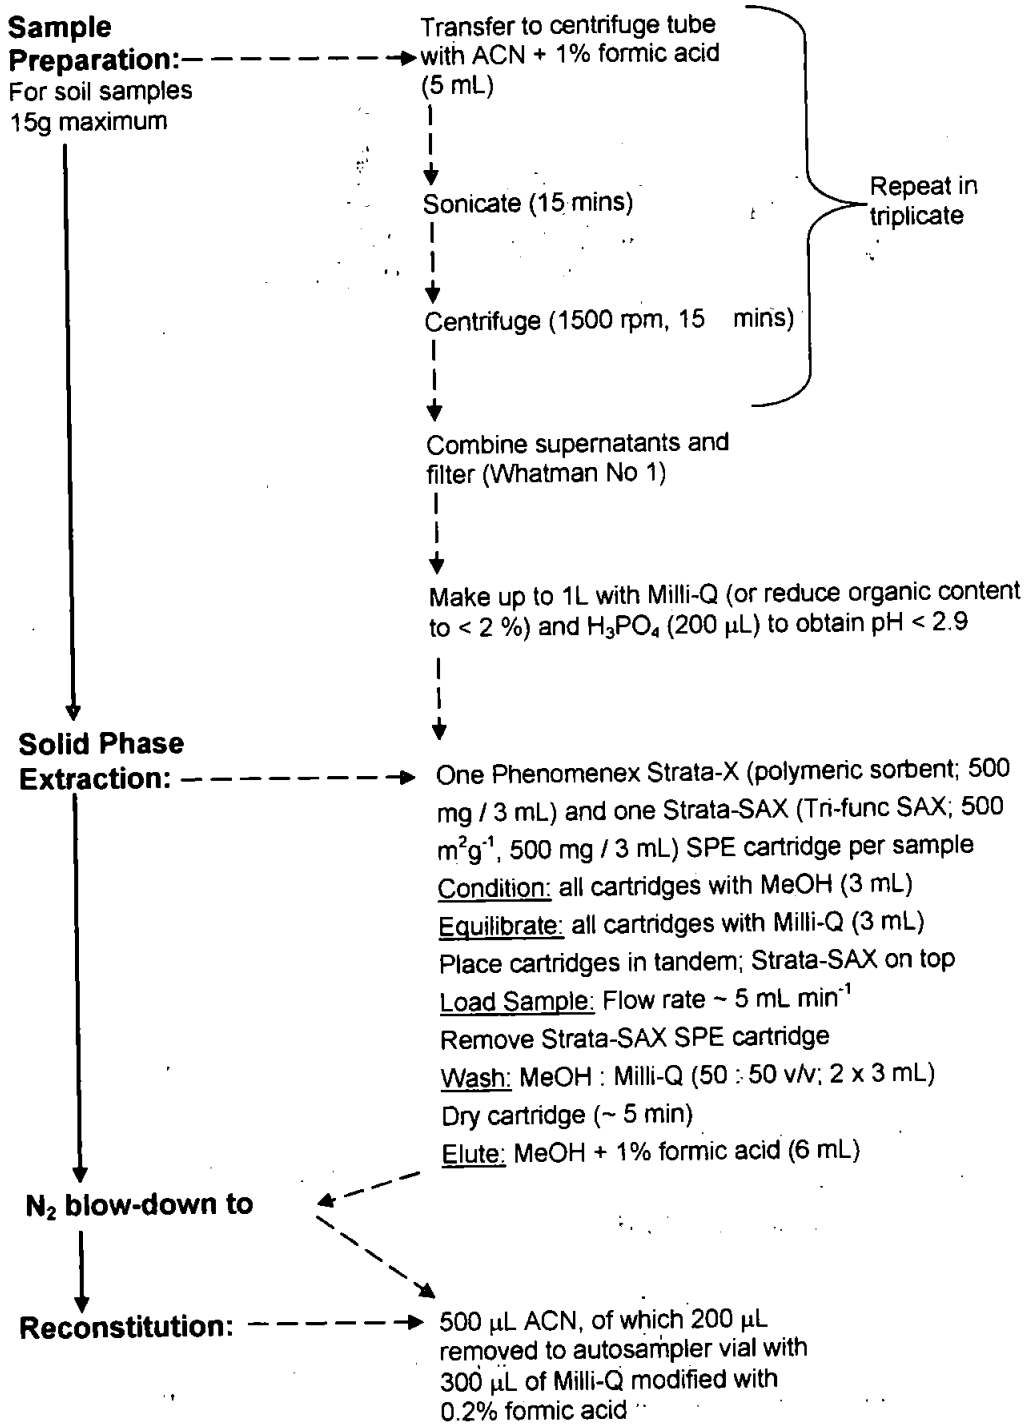 Sample
Preparation:
For soil samples
15g maximum
Transfer to centrifuge tube
with ACN + 1% formic acid
(5 mL)
Sonicate (15 mins)
Centrifuge (1500 rpm, 15 mins)
Repeat in
triplicate
Combine supernatants and
filter (Whatman No 1)
Make up to 1L with Milli-Q (or reduce organic content
to < 2 %) and H₃PO₄ (200 µL) to obtain pH < 2.9
Solid Phase
Extraction:
One Phenomenex Strata-X (polymeric sorbent; 500
mg / 3 mL) and one Strata-SAX (Tri-func SAX; 500
m²g⁻¹, 500 mg / 3 mL) SPE cartridge per sample
Condition: all cartridges with MeOH (3 mL)
Equilibrate: all cartridges with Milli-Q (3 mL)
Place cartridges in tandem; Strata-SAX on top
Load Sample: Flow rate ~ 5 mL min⁻¹
Remove Strata-SAX SPE cartridge
Wash: MeOH : Milli-Q (50 : 50 v/v; 2 x 3 mL)
Dry cartridge (~ 5 min)
Elute: MeOH + 1% formic acid (6 mL)
N₂ blow-down to
Reconstitution:
500 µL ACN, of which 200 µL
removed to autosampler vial with
300 µL of Milli-Q modified with
0.2% formic acid